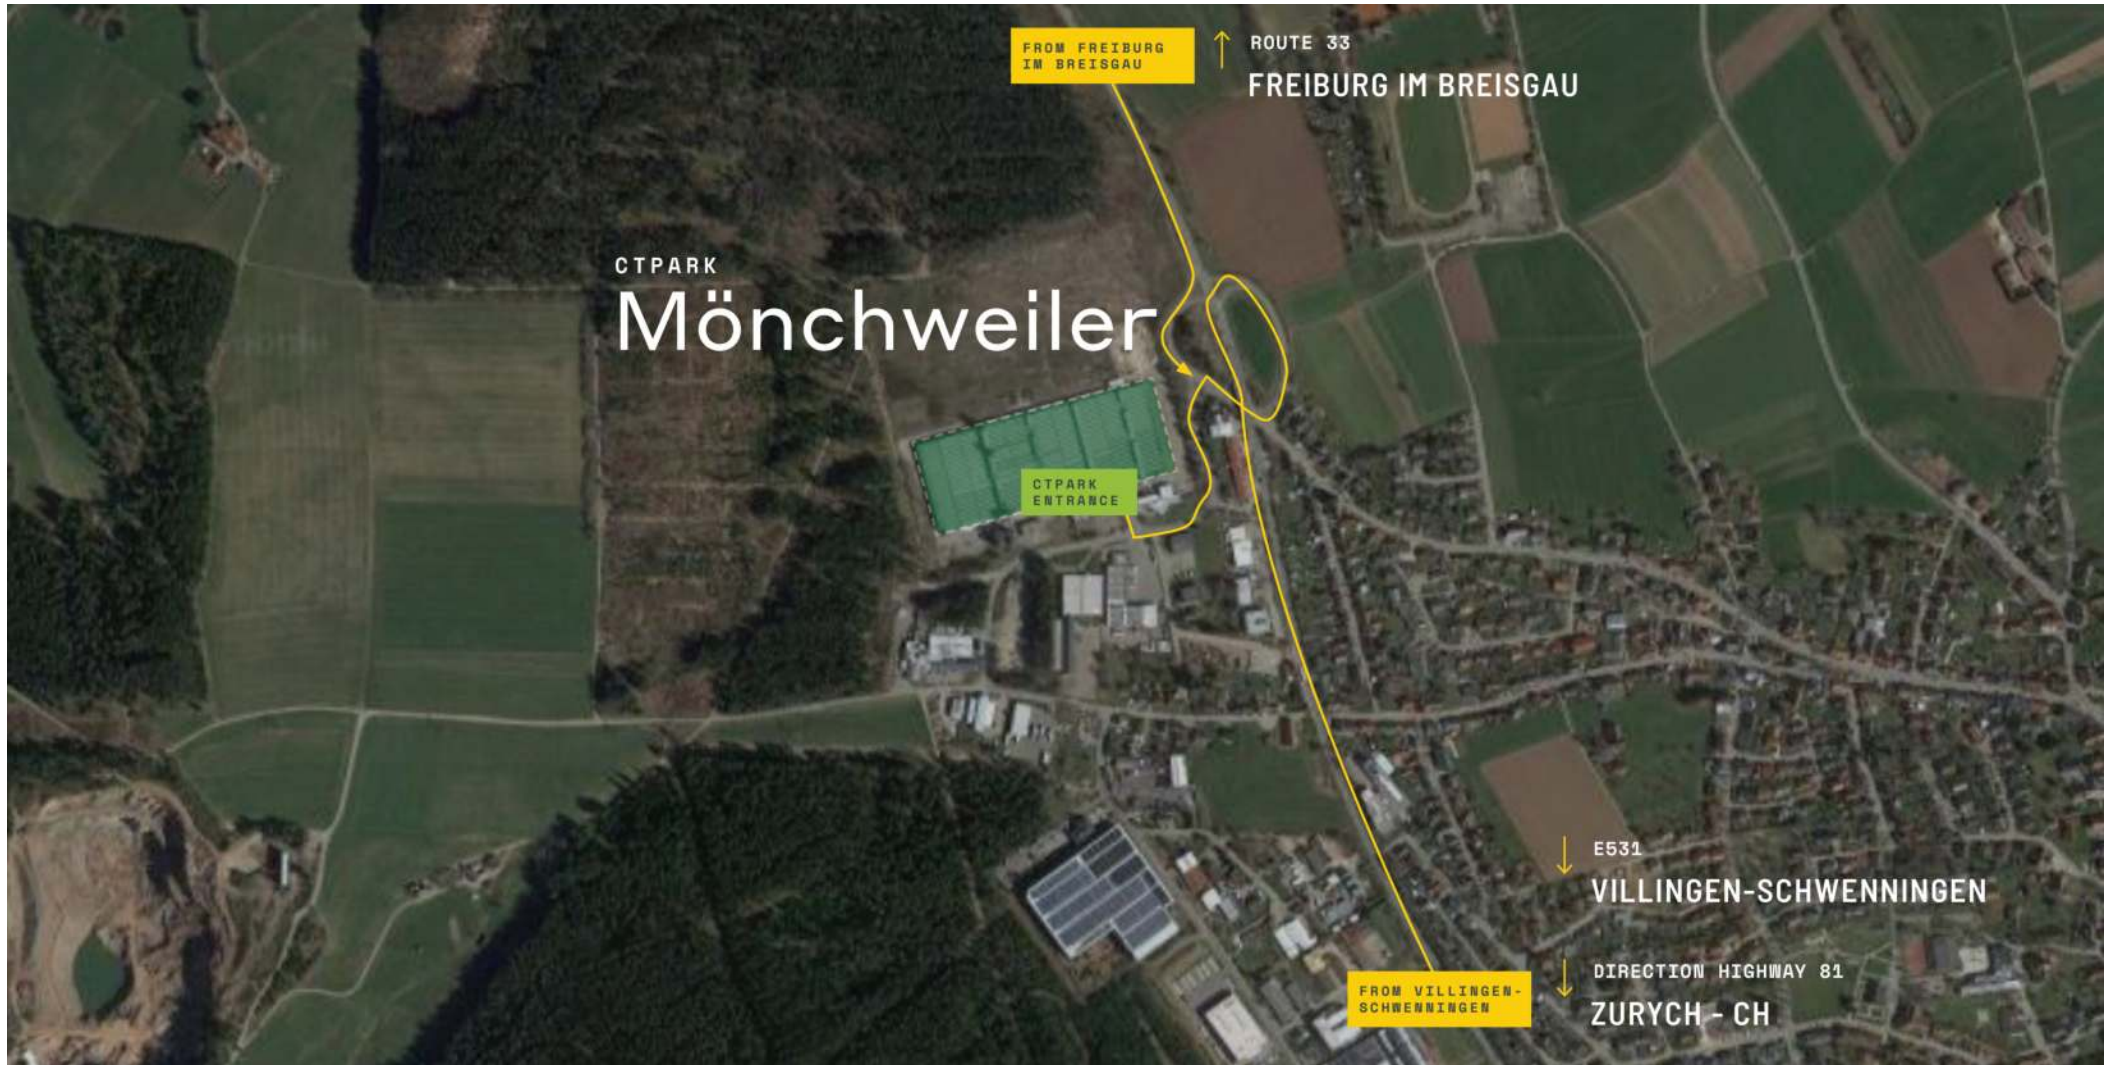 FROM FREIBURG
IM BREISGAU
ROUTE 33
FREIBURG IM BREISGAU
CTPARK
Mönchweiler
CTPARK
ENTRANCE
E531
VILLINGEN-SCHWENNINGEN
FROM VILLINGEN-
SCHWENNINGEN
DIRECTION HIGHWAY 81
ZURYCH - CH